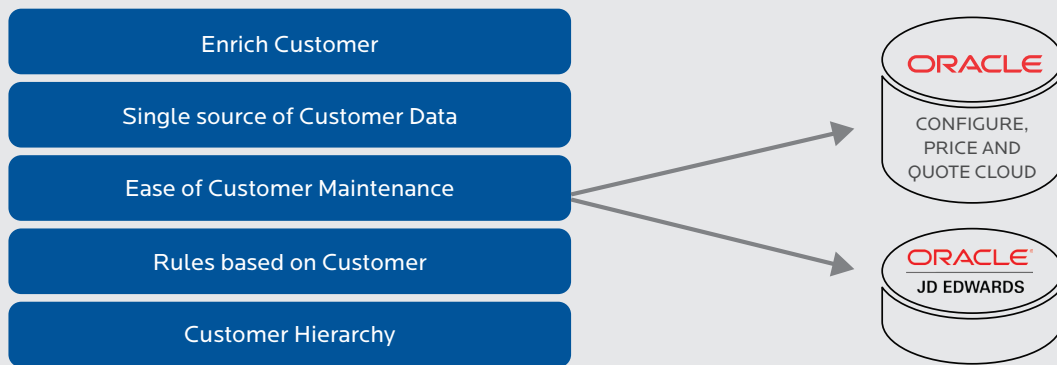 Enrich Customer
Single source of Customer Data
Ease of Customer Maintenance
Rules based on Customer
Customer Hierarchy
ORACLE
CONFIGURE,
PRICE AND
QUOTE CLOUD
ORACLE
JD EDWARDS